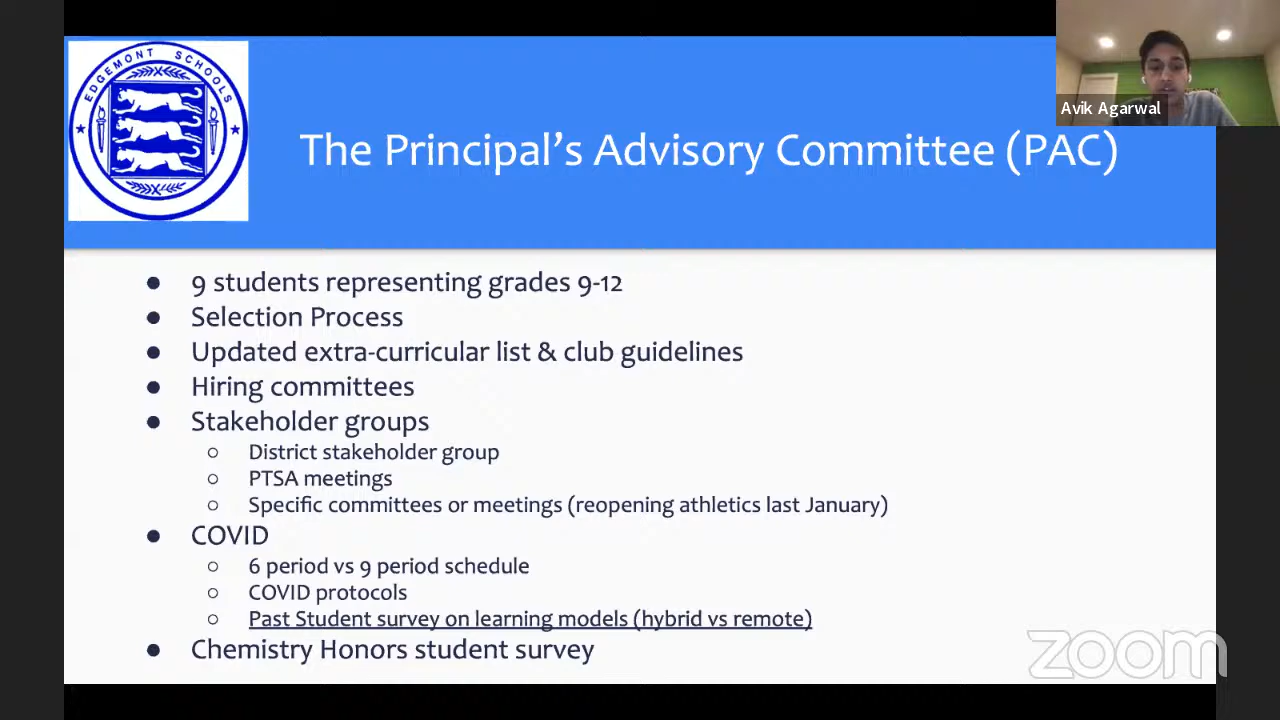 EDGEMONT SCHOOLS
The Principal’s Advisory Committee (PAC)
Avik Agarwal
● 9 students representing grades 9-12
● Selection Process
● Updated extra-curricular list & club guidelines
● Hiring committees
● Stakeholder groups
○ District stakeholder group
○ PTSA meetings
○ Specific committees or meetings (reopening athletics last January)
● COVID
○ 6 period vs 9 period schedule
○ COVID protocols
○ Past Student survey on learning models (hybrid vs remote)
● Chemistry Honors student survey
zoom